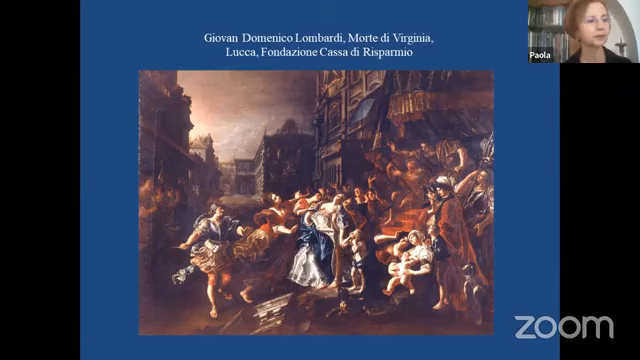 Giovan Domenico Lombardi, Morte di Virginia,
Lucca, Fondazione Cassa di Risparmio
Paola
zoom